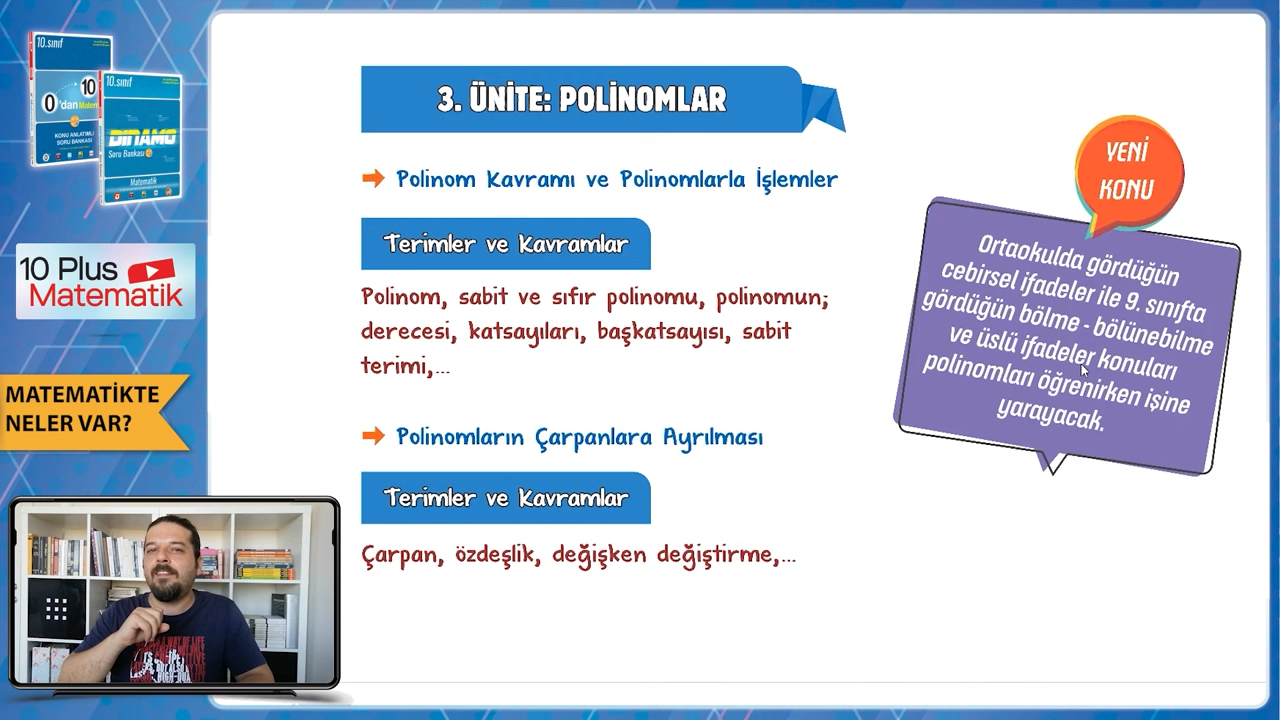 10.sınıf
0'dan 10
KONU ANLATIMLI
SORU BANKASI
10.sınıf
DİNAMO
Soru Bankası
Matematik
10 Plus
Matematik
MATEMATİKTE
NELER VAR?
3. ÜNİTE: POLİNOMLAR
Polinom Kavramı ve Polinomlarla İşlemler
Terimler ve Kavramlar
Polinom, sabit ve sıfır polinomu, polinomun;
derecesi, katsayıları, başkatsayısı, sabit
terimi,...
Polinomların Çarpanlara Ayrılması
Terimler ve Kavramlar
Çarpan, özdeşlik, değişken değiştirme,...
YENİ
KONU
Ortaokulda gördüğün
cebirsel ifadeler ile 9. sınıfta
gördüğün bölme - bölünebilme
ve üslü ifadeler konuları
polinomları öğrenirken işine
yarayacak.